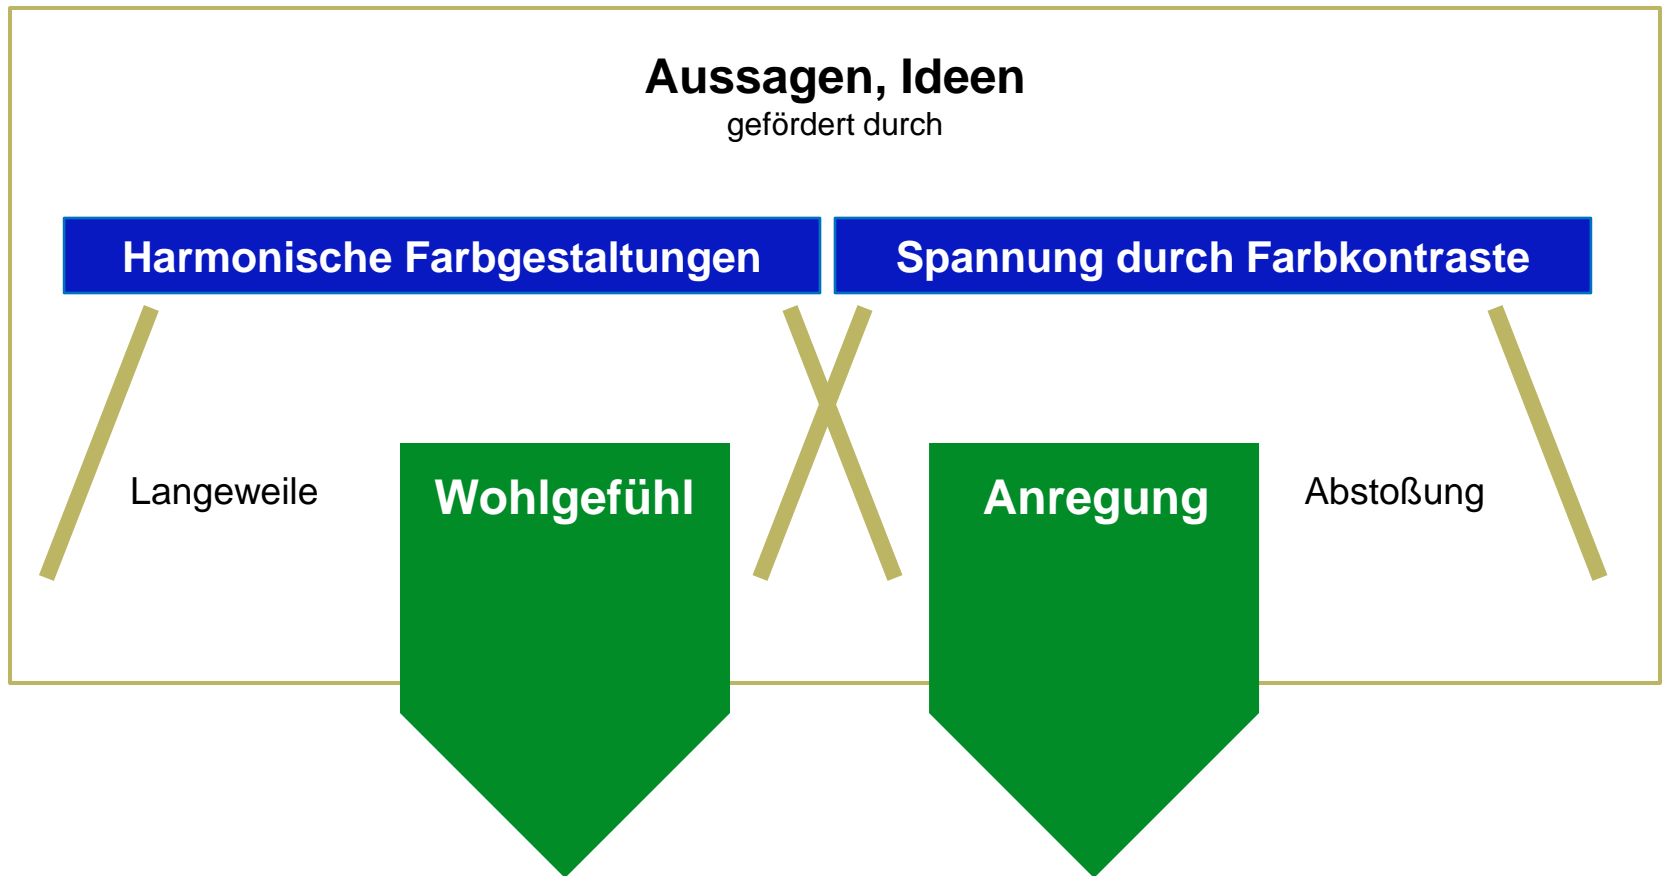 Aussagen, Ideen
gefördert durch
Harmonische Farbgestaltungen
Spannung durch Farbkontraste
Langeweile
Wohlgefühl
Anregung
Abstoßung